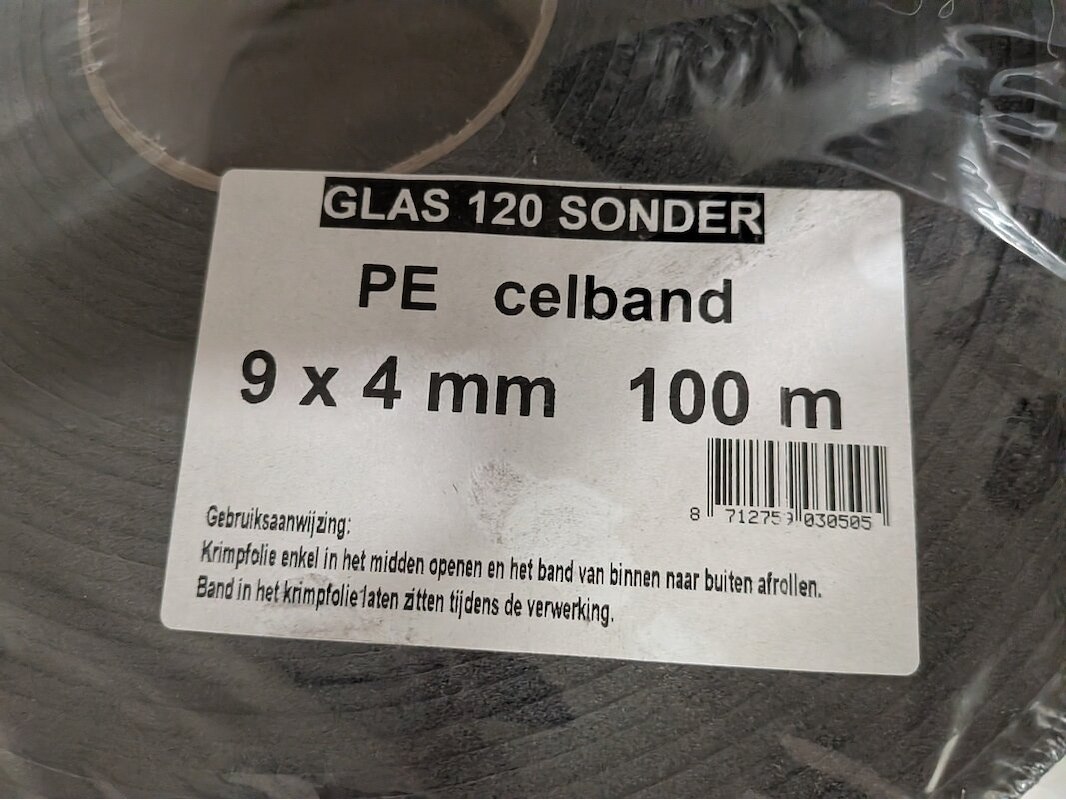 GLAS 120 SONDER
PE celband
9 x 4 mm 100 m
8 712759 030505
Gebruiksaanwijzing:
Krimpfolie enkel in het midden openen en het band van binnen naar buiten afrollen.
Band in het krimpfolie laten zitten tijdens de verwerking.